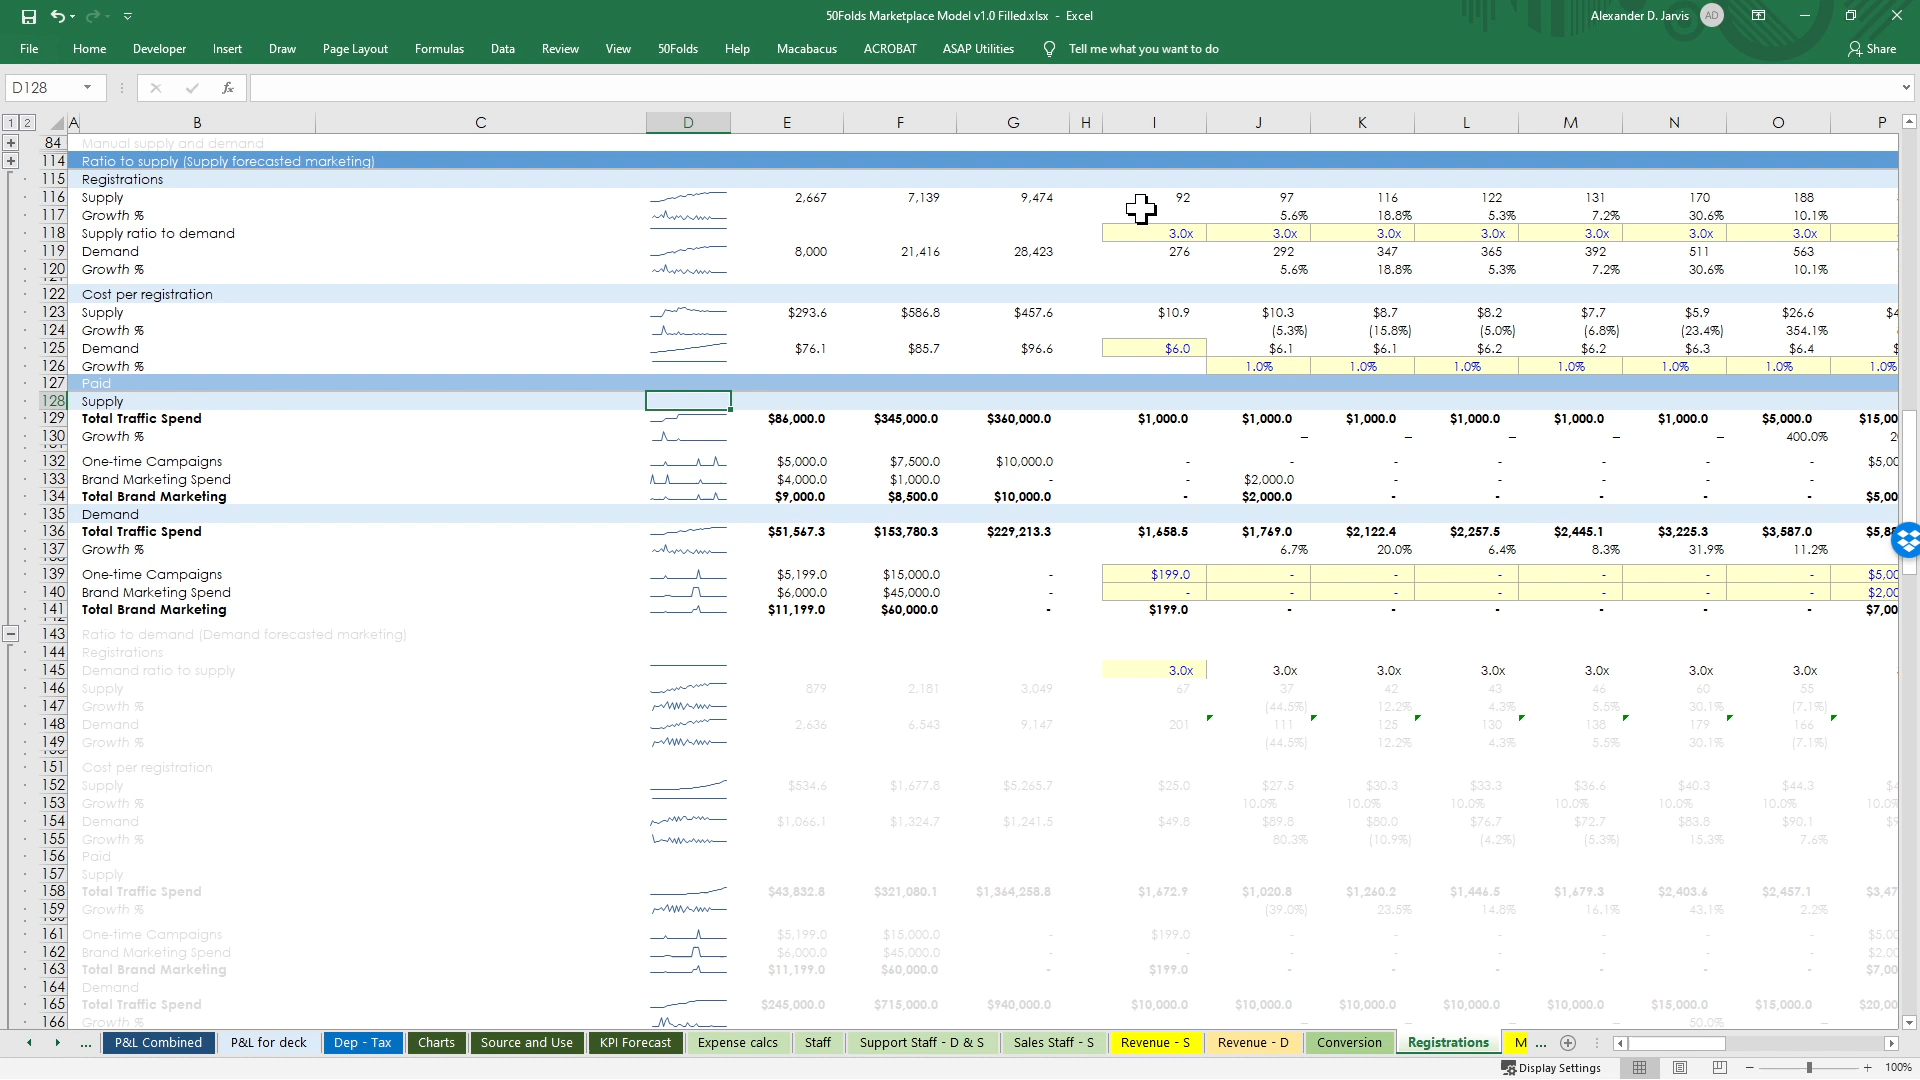 50Folds Marketplace Model v1.0 Filled.xlsx - Excel
Alexander D. Jarvis AD
File Home Developer Insert Draw Page Layout Formulas Data Review View 50Folds Help Macabacus ACROBAT ASAP Utilities Tell me what you want to do Share
D128 fx
1 2 A B C D E F G H I J K L M N O P
84 Manual supply and demand
114 Ratio to supply (Supply forecasted marketing)
115 Registrations
116 Supply 2,667 7,139 9,474 92 97 116 122 131 170 188
117 Growth % 5.6% 18.8% 5.3% 7.2% 30.6% 10.1%
118 Supply ratio to demand 3.0x 3.0x 3.0x 3.0x 3.0x 3.0x 3.0x
119 Demand 8,000 21,416 28,423 276 292 347 365 392 511 563
120 Growth % 5.6% 18.8% 5.3% 7.2% 30.6% 10.1%
122 Cost per registration
123 Supply $293.6 $586.8 $457.6 $10.9 $10.3 $8.7 $8.2 $7.7 $5.9 $26.6 $4
124 Growth % (5.3%) (15.8%) (5.0%) (6.8%) (23.4%) 354.1%
125 Demand $76.1 $85.7 $96.6 $6.0 $6.1 $6.1 $6.2 $6.2 $6.3 $6.4 $
126 Growth % 1.0% 1.0% 1.0% 1.0% 1.0% 1.0% 1.0%
127 Paid
128 Supply
129 Total Traffic Spend $86,000.0 $345,000.0 $360,000.0 $1,000.0 $1,000.0 $1,000.0 $1,000.0 $1,000.0 $1,000.0 $5,000.0 $15,00
130 Growth % – – – – – 400.0% 2
132 One-time Campaigns $5,000.0 $7,500.0 $10,000.0 - - - - - - - $5,00
133 Brand Marketing Spend $4,000.0 $1,000.0 - - $2,000.0 - - - - -
134 Total Brand Marketing $9,000.0 $8,500.0 $10,000.0 - $2,000.0 - - - - - $5,00
135 Demand
136 Total Traffic Spend $51,567.3 $153,780.3 $229,213.3 $1,658.5 $1,769.0 $2,122.4 $2,257.5 $2,445.1 $3,225.3 $3,587.0 $5,8
137 Growth % 6.7% 20.0% 6.4% 8.3% 31.9% 11.2%
139 One-time Campaigns $5,199.0 $15,000.0 - $199.0 - - - - - - $5,00
140 Brand Marketing Spend $6,000.0 $45,000.0 - - - - - - - - $2,00
141 Total Brand Marketing $11,199.0 $60,000.0 - $199.0 - - - - - - $7,00
143 Ratio to demand (Demand forecasted marketing)
144 Registrations
145 Demand ratio to supply 3.0x 3.0x 3.0x 3.0x 3.0x 3.0x 3.0x
146 Supply 879 2,181 3,049 67 37 42 43 46 60 55
147 Growth % (44.5%) 12.2% 4.3% 5.5% 30.1% (7.1%)
148 Demand 2,636 6,543 9,147 201 111 125 130 138 179 166
149 Growth % (44.5%) 12.2% 4.3% 5.5% 30.1% (7.1%)
151 Cost per registration
152 Supply $534.6 $1,677.8 $5,265.7 $25.0 $27.5 $30.3 $33.3 $36.6 $40.3 $44.3 $4
153 Growth % 10.0% 10.0% 10.0% 10.0% 10.0% 10.0% 10.0%
154 Demand $1,066.1 $1,324.7 $1,241.5 $49.8 $89.8 $80.0 $76.7 $72.7 $83.8 $90.1 $9
155 Growth % 80.3% (10.9%) (4.2%) (5.3%) 15.3% 7.6%
156 Paid
157 Supply
158 Total Traffic Spend $43,832.8 $321,080.1 $1,364,258.8 $1,672.9 $1,020.8 $1,260.2 $1,446.5 $1,679.3 $2,403.6 $2,457.1 $3,47
159 Growth % (39.0%) 23.5% 14.8% 16.1% 43.1% 2.2%
161 One-time Campaigns $5,199.0 $15,000.0 - $199.0 - - - - - - $5,00
162 Brand Marketing Spend $6,000.0 $45,000.0 - - - - - - - - $2,00
163 Total Brand Marketing $11,199.0 $60,000.0 - $199.0 - - - - - - $7,00
164 Demand
165 Total Traffic Spend $245,000.0 $715,000.0 $940,000.0 $10,000.0 $10,000.0 $10,000.0 $10,000.0 $10,000.0 $15,000.0 $15,000.0 $20,00
166 Growth % 50.0%
... P&L Combined P&L for deck Dep - Tax Charts Source and Use KPI Forecast Expense calcs Staff Support Staff - D & S Sales Staff - S Revenue - S Revenue - D Conversion Registrations M ...
Display Settings 100%